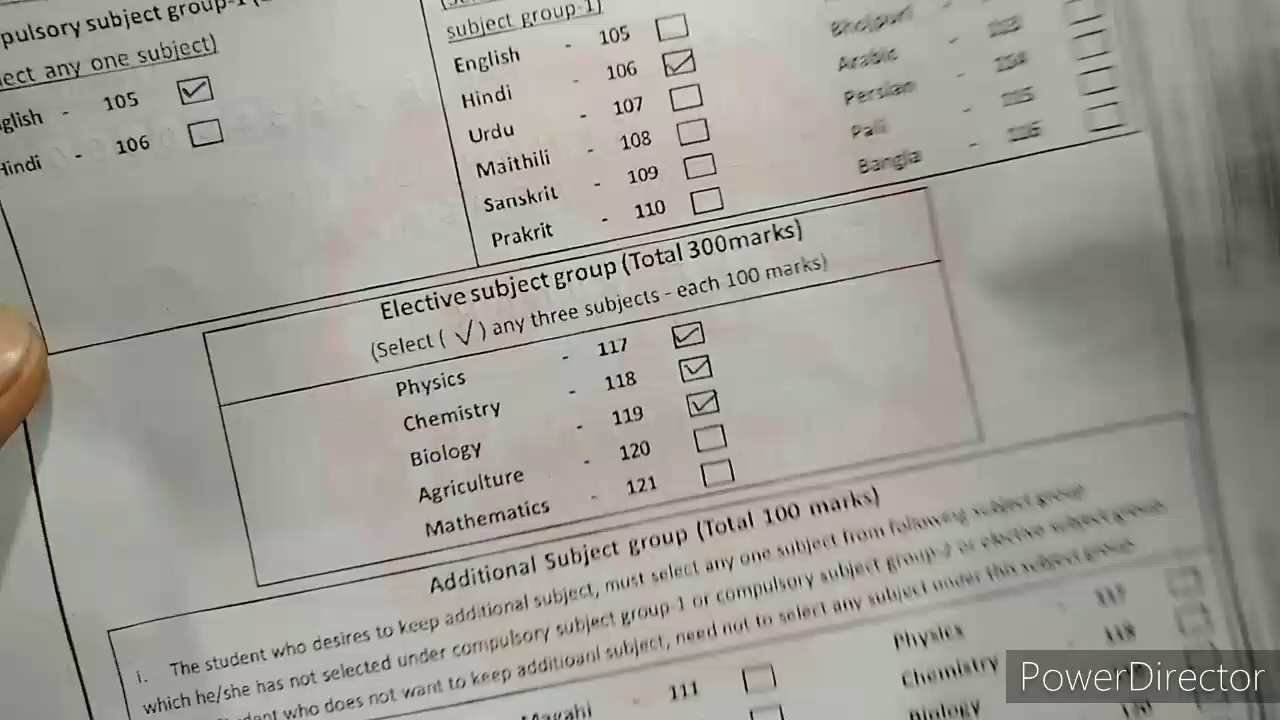 pulsory subject group-1
ect any one subject)
glish - 105
Hindi - 106
subject group-1)
English - 105
Hindi - 106
Urdu - 107
Maithili - 108
Sanskrit - 109
Prakrit - 110
Bhojpuri
Arabic
Persian
Pali
Bangla
Elective subject group (Total 300marks)
(Select ( √ ) any three subjects - each 100 marks)
Physics - 117
Chemistry - 118
Biology - 119
Agriculture - 120
Mathematics - 121
Additional Subject group (Total 100 marks)
i. The student who desires to keep additional subject, must select any one subject from following subject group
which he/she has not selected under compulsory subject group-1 or compulsory subject group-2 or elective subject group.
who does not want to keep additioanl subject, need not to select any subject under this subject group
Magahi - 111
Physics - 117
Chemistry - 118
Biology
PowerDirector